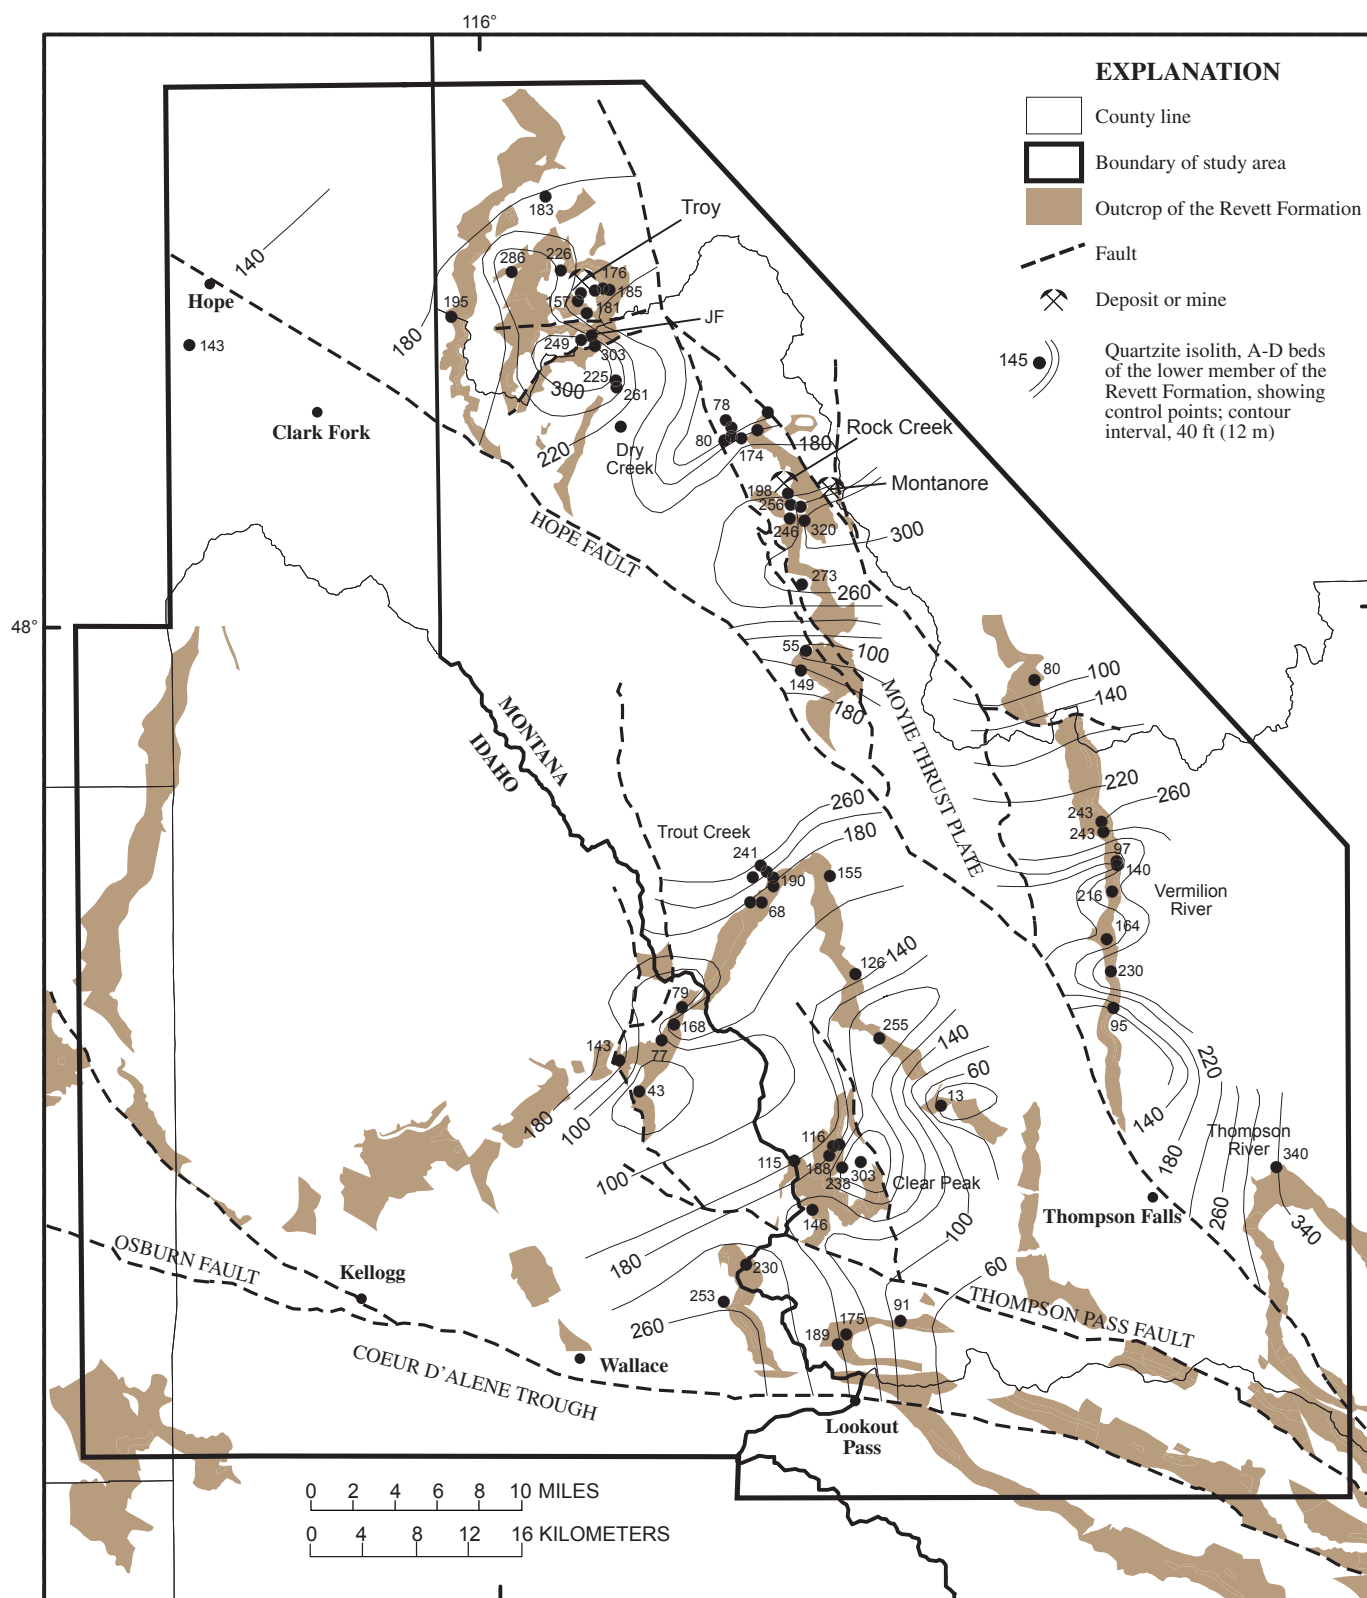 116°
EXPLANATION
County line
Boundary of study area
Outcrop of the Revett Formation
Fault
Deposit or mine
145
Quartzite isolith, A-D beds
of the lower member of the
Revett Formation, showing
control points; contour
interval, 40 ft (12 m)
183
Troy
140
286
226
176
Hope
185
195
157
181
JF
180
249
303
143
225
300
261
78
Clark Fork
Rock Creek
220
Dry
Creek
80
174
180
198
Montanore
256
246
320
300
HOPE FAULT
273
260
48°
55
100
80
100
149
140
180
MOYIE THRUST PLATE
MONTANA
IDAHO
220
260
260
243
Trout Creek
180
243
241
97
155
140
190
216
Vermilion
River
68
164
140
126
230
79
255
95
168
140
143
77
220
60
43
13
180
100
140
116
180
Thompson
River
340
115
188
303
100
238
Clear Peak
146
Thompson Falls
260
340
100
OSBURN FAULT
180
230
60
Kellogg
253
THOMPSON PASS FAULT
91
175
260
189
COEUR D'ALENE TROUGH
Wallace
Lookout
Pass
0 2 4 6 8 10 MILES
0 4 8 12 16 KILOMETERS